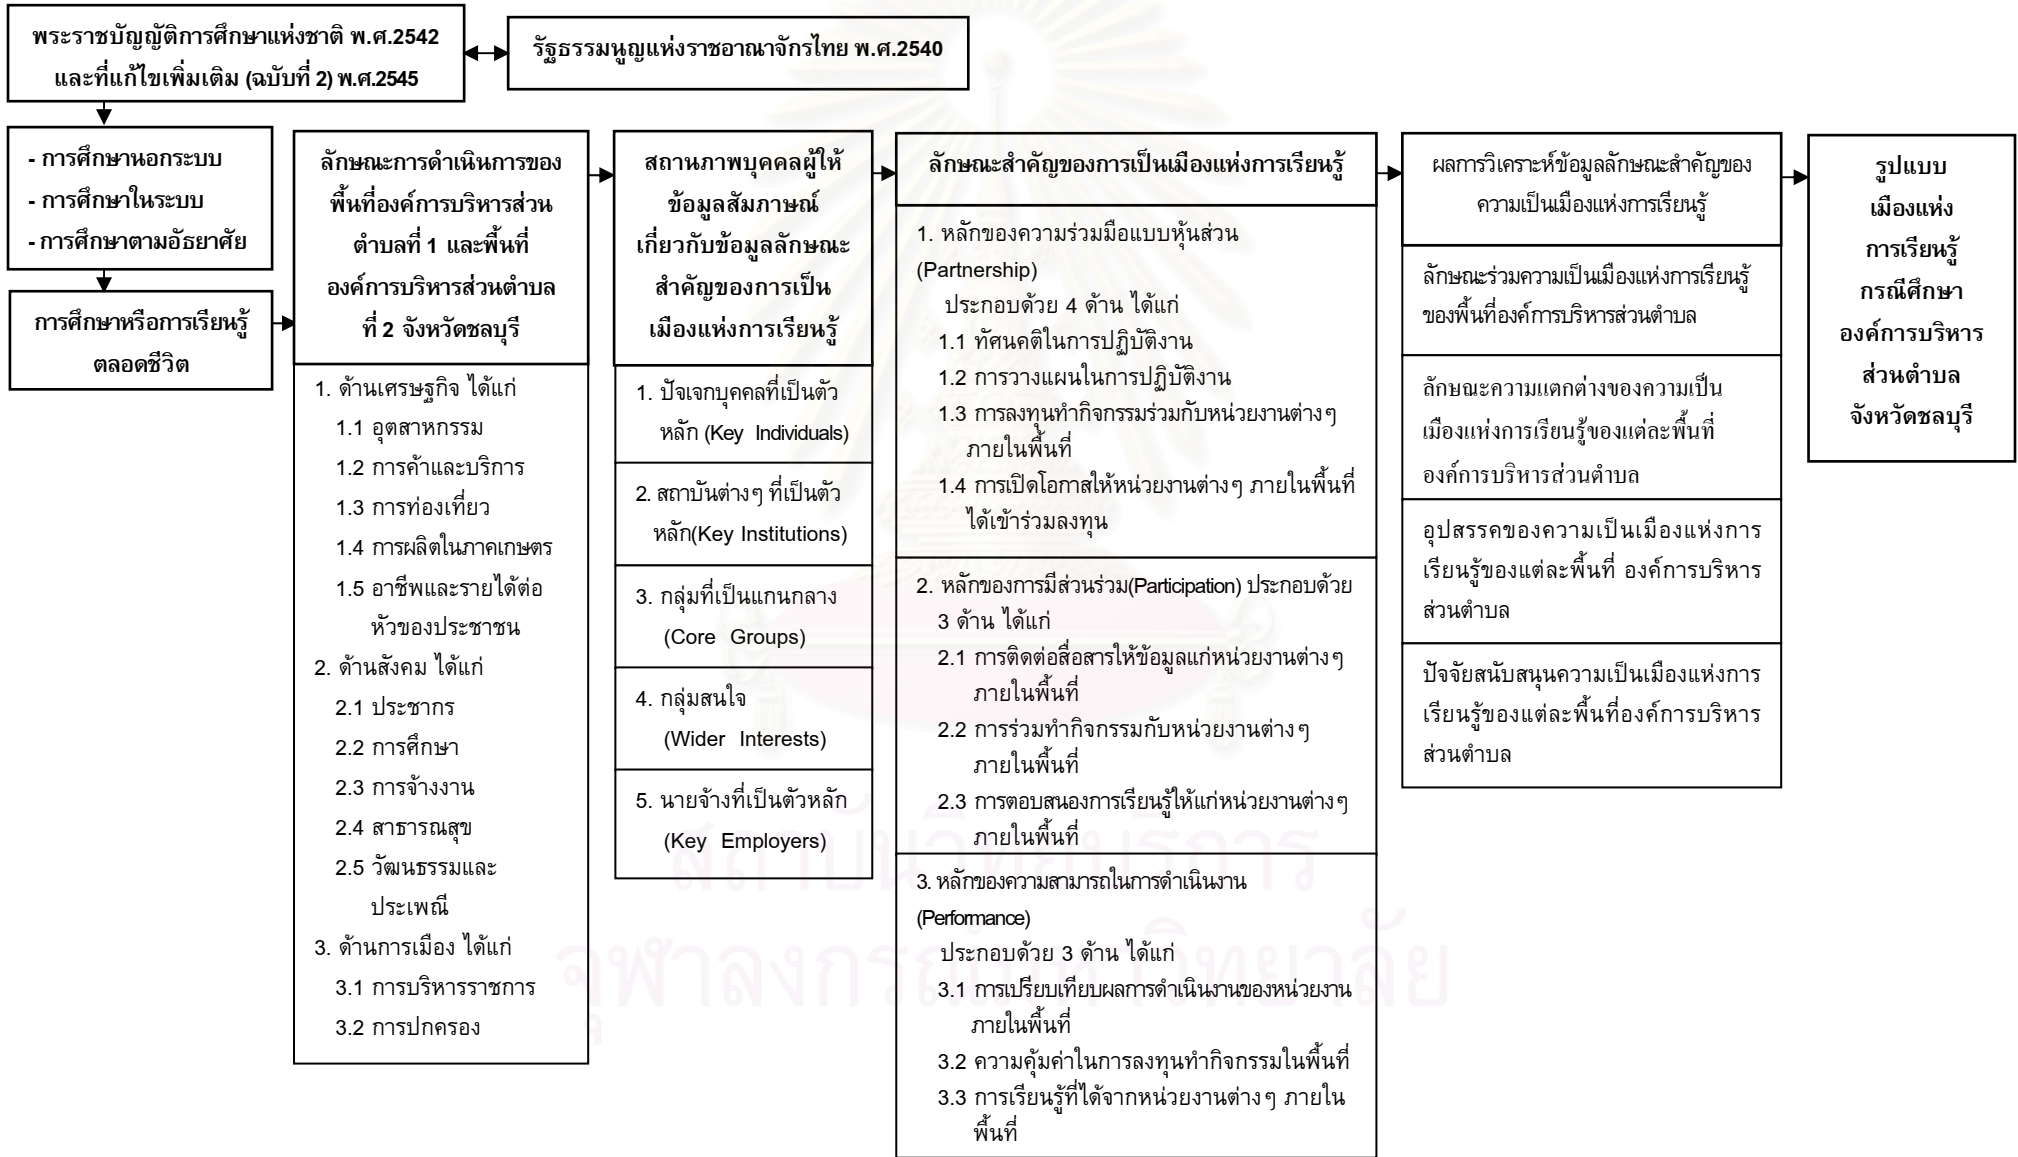 พระราชบัญญัติการศึกษาแห่งชาติ พ.ศ.2542
และที่แก้ไขเพิ่มเติม (ฉบับที่ 2) พ.ศ.2545
รัฐธรรมนูญแห่งราชอาณาจักรไทย พ.ศ.2540
- การศึกษานอกระบบ
- การศึกษาในระบบ
- การศึกษาตามอัธยาศัย
การศึกษาหรือการเรียนรู้
ตลอดชีวิต
ลักษณะการดำเนินการของ
พื้นที่องค์การบริหารส่วน
ตำบลที่ 1 และพื้นที่
องค์การบริหารส่วนตำบล
ที่ 2 จังหวัดชลบุรี
1. ด้านเศรษฐกิจ ได้แก่
1.1 อุตสาหกรรม
1.2 การค้าและบริการ
1.3 การท่องเที่ยว
1.4 การผลิตในภาคเกษตร
1.5 อาชีพและรายได้ต่อ
หัวของประชาชน
2. ด้านสังคม ได้แก่
2.1 ประชากร
2.2 การศึกษา
2.3 การจ้างงาน
2.4 สาธารณสุข
2.5 วัฒนธรรมและ
ประเพณี
3. ด้านการเมือง ได้แก่
3.1 การบริหารราชการ
3.2 การปกครอง
สถานภาพบุคคลผู้ให้
ข้อมูลสัมภาษณ์
เกี่ยวกับข้อมูลลักษณะ
สำคัญของการเป็น
เมืองแห่งการเรียนรู้
1. ปัจเจกบุคคลที่เป็นตัว
หลัก (Key Individuals)
2. สถาบันต่างๆ ที่เป็นตัว
หลัก(Key Institutions)
3. กลุ่มที่เป็นแกนกลาง
(Core Groups)
4. กลุ่มสนใจ
(Wider Interests)
5. นายจ้างที่เป็นตัวหลัก
(Key Employers)
ลักษณะสำคัญของการเป็นเมืองแห่งการเรียนรู้
1. หลักของความร่วมมือแบบหุ้นส่วน
(Partnership)
ประกอบด้วย 4 ด้าน ได้แก่
1.1 ทัศนคติในการปฏิบัติงาน
1.2 การวางแผนในการปฏิบัติงาน
1.3 การลงทุนทำกิจกรรมร่วมกับหน่วยงานต่างๆ
ภายในพื้นที่
1.4 การเปิดโอกาสให้หน่วยงานต่างๆ ภายในพื้นที่
ได้เข้าร่วมลงทุน
2. หลักของการมีส่วนร่วม(Participation) ประกอบด้วย
3 ด้าน ได้แก่
2.1 การติดต่อสื่อสารให้ข้อมูลแก่หน่วยงานต่างๆ
ภายในพื้นที่
2.2 การร่วมทำกิจกรรมกับหน่วยงานต่างๆ
ภายในพื้นที่
2.3 การตอบสนองการเรียนรู้ให้แก่หน่วยงานต่างๆ
ภายในพื้นที่
3. หลักของความสามารถในการดำเนินงาน
(Performance)
ประกอบด้วย 3 ด้าน ได้แก่
3.1 การเปรียบเทียบผลการดำเนินงานของหน่วยงาน
ภายในพื้นที่
3.2 ความคุ้มค่าในการลงทุนทำกิจกรรมในพื้นที่
3.3 การเรียนรู้ที่ได้จากหน่วยงานต่างๆ ภายใน
พื้นที่
ผลการวิเคราะห์ข้อมูลลักษณะสำคัญของ
ความเป็นเมืองแห่งการเรียนรู้
ลักษณะร่วมความเป็นเมืองแห่งการเรียนรู้
ของพื้นที่องค์การบริหารส่วนตำบล
ลักษณะความแตกต่างของความเป็น
เมืองแห่งการเรียนรู้ของแต่ละพื้นที่
องค์การบริหารส่วนตำบล
อุปสรรคของความเป็นเมืองแห่งการ
เรียนรู้ของแต่ละพื้นที่ องค์การบริหาร
ส่วนตำบล
ปัจจัยสนับสนุนความเป็นเมืองแห่งการ
เรียนรู้ของแต่ละพื้นที่องค์การบริหาร
ส่วนตำบล
รูปแบบ
เมืองแห่ง
การเรียนรู้
กรณีศึกษา
องค์การบริหาร
ส่วนตำบล
จังหวัดชลบุรี
สถาบันวิทยบริการ
จุฬาลงกรณ์มหาวิทยาลัย